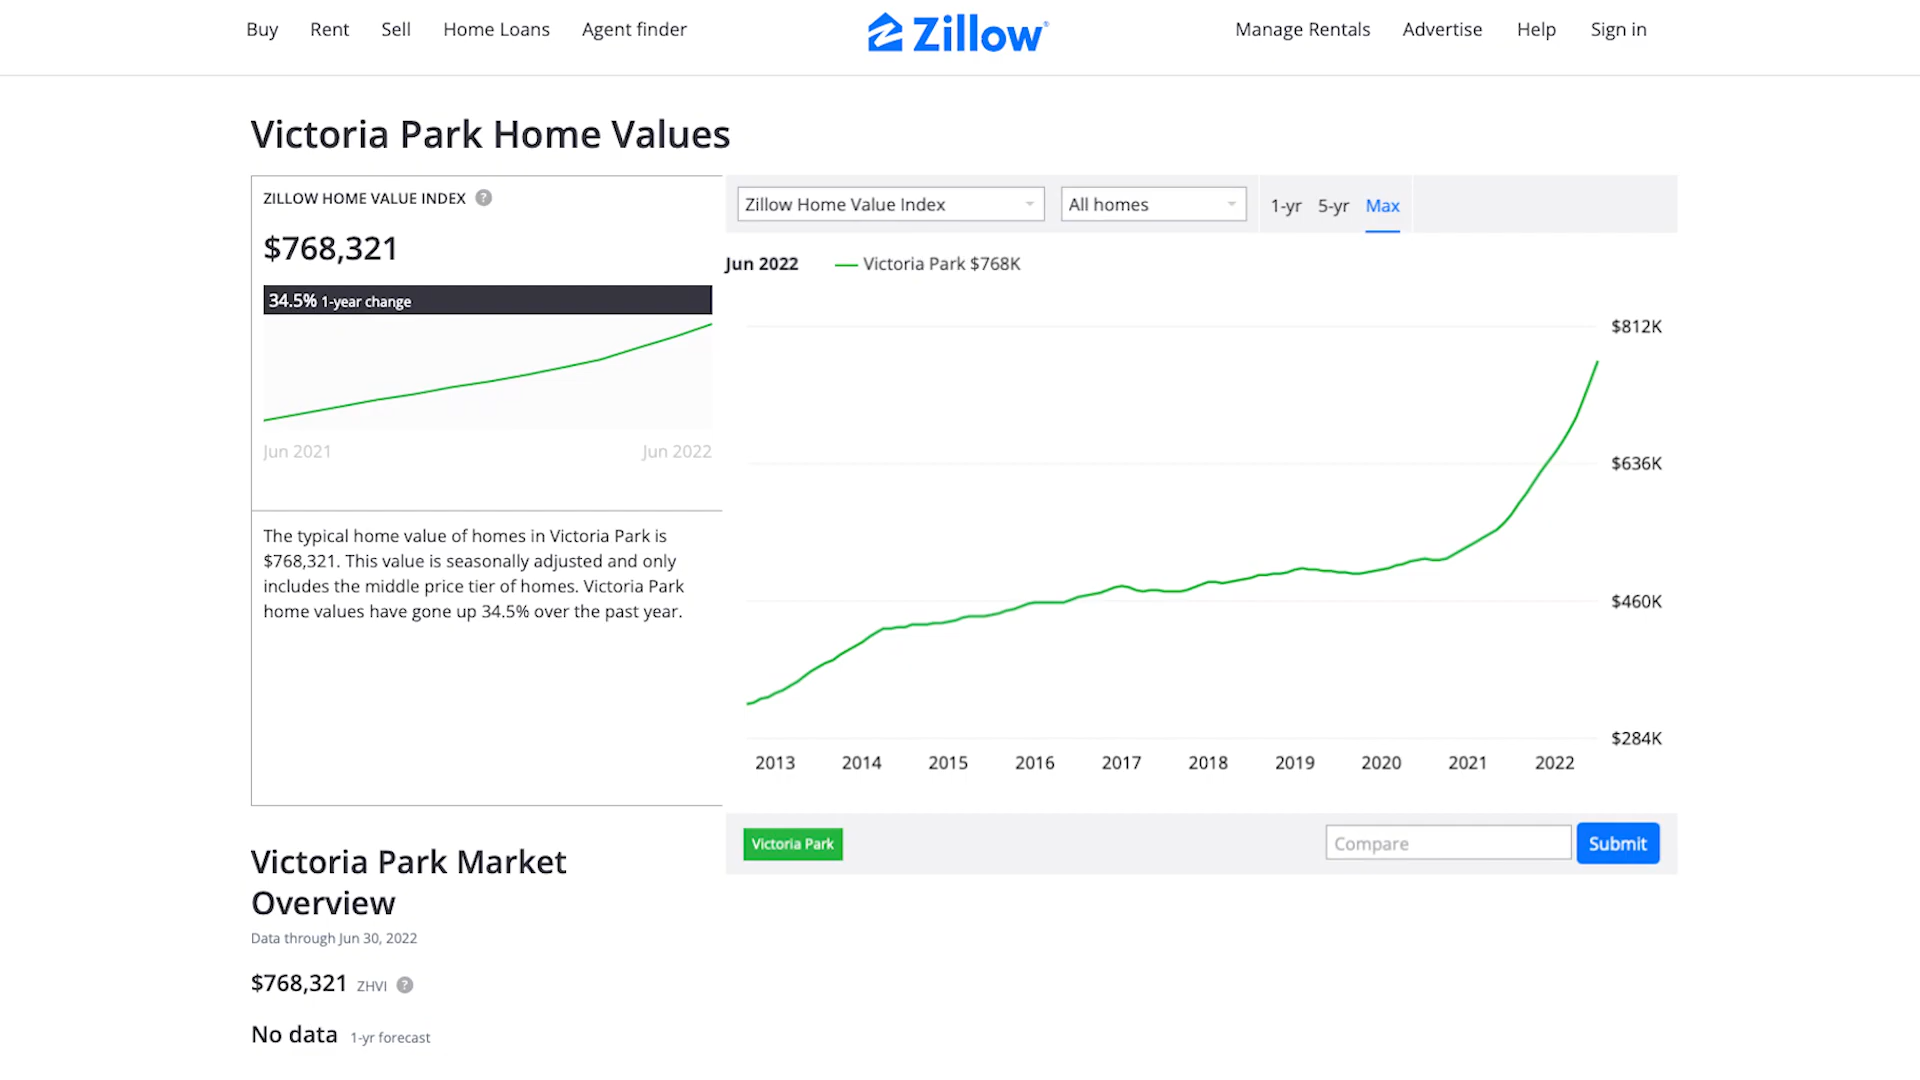 Buy Rent Sell Home Loans Agent finder Zillow Manage Rentals Advertise Help Sign in
Victoria Park Home Values
ZILLOW HOME VALUE INDEX ?
$768,321
34.5% 1-year change
Jun 2021 Jun 2022
The typical home value of homes in Victoria Park is
$768,321. This value is seasonally adjusted and only
includes the middle price tier of homes. Victoria Park
home values have gone up 34.5% over the past year.
Zillow Home Value Index All homes 1-yr 5-yr Max
Jun 2022 Victoria Park $768K
$812K
$636K
$460K
$284K
2013 2014 2015 2016 2017 2018 2019 2020 2021 2022
Victoria Park Compare Submit
Victoria Park Market
Overview
Data through Jun 30, 2022
$768,321 ZHVI ?
No data 1-yr forecast